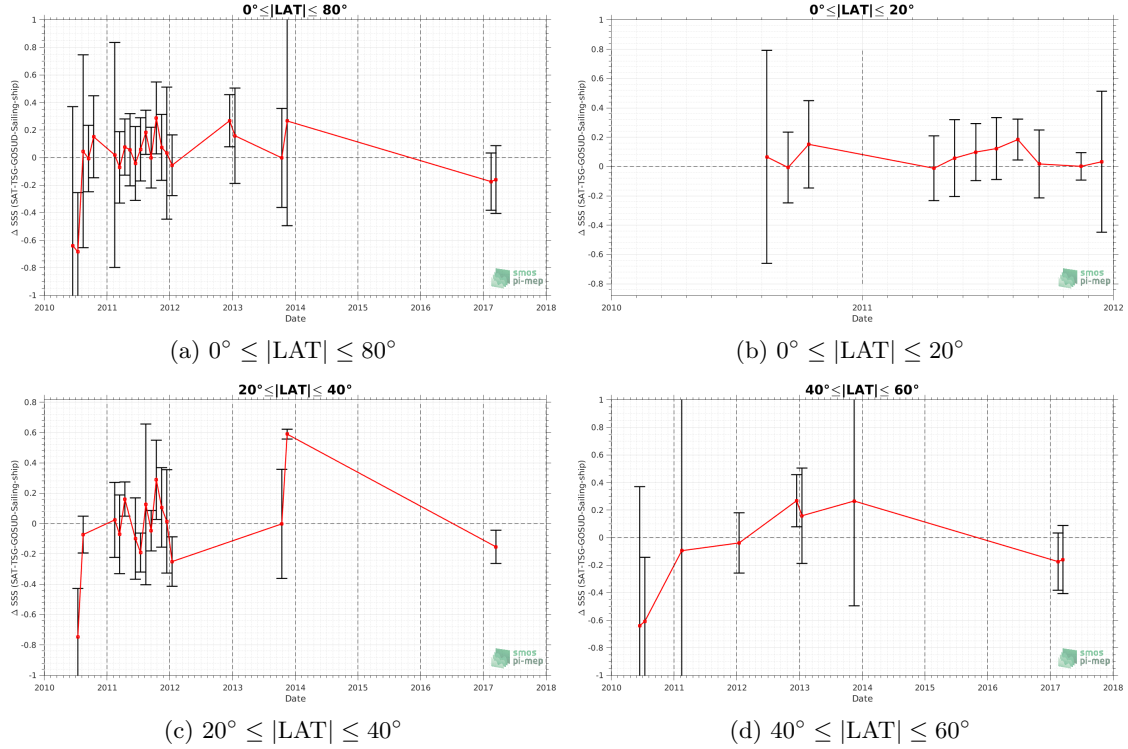 0°≤|LAT|≤ 80°
1
0.8
0.6
0.4
0.2
0
-0.2
-0.4
-0.6
-0.8
-1
Δ SSS (SAT-TSG-GOSUD-Sailing-ship)
2010 2011 2012 2013 2014 2015 2016 2017 2018
Date
smos
pi-mep
(a) 0° ≤ |LAT| ≤ 80°
0°≤|LAT|≤ 20°
1
0.8
0.6
0.4
0.2
0
-0.2
-0.4
-0.6
-0.8
Δ SSS (SAT-TSG-GOSUD-Sailing-ship)
2010 2011 2012
Date
smos
pi-mep
(b) 0° ≤ |LAT| ≤ 20°
20°≤|LAT|≤ 40°
0.8
0.6
0.4
0.2
0
-0.2
-0.4
-0.6
-0.8
-1
Δ SSS (SAT-TSG-GOSUD-Sailing-ship)
2010 2011 2012 2013 2014 2015 2016 2017 2018
Date
smos
pi-mep
(c) 20° ≤ |LAT| ≤ 40°
40°≤|LAT|≤ 60°
1
0.8
0.6
0.4
0.2
0
-0.2
-0.4
-0.6
-0.8
-1
Δ SSS (SAT-TSG-GOSUD-Sailing-ship)
2010 2011 2012 2013 2014 2015 2016 2017 2018
Date
smos
pi-mep
(d) 40° ≤ |LAT| ≤ 60°